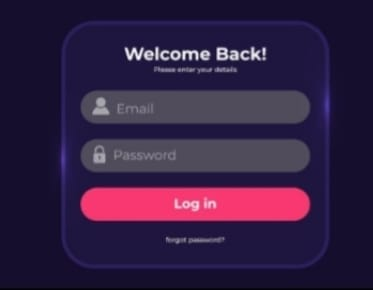 Welcome Back!
Please enter your details
Email
Password
Log in
forgot password?